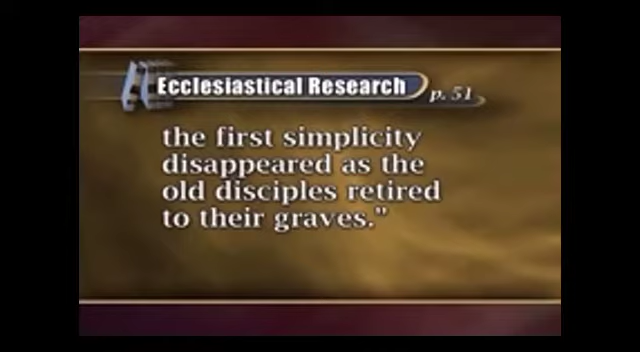 Ecclesiastical Research
p. 51
the first simplicity
disappeared as the
old disciples retired
to their graves."